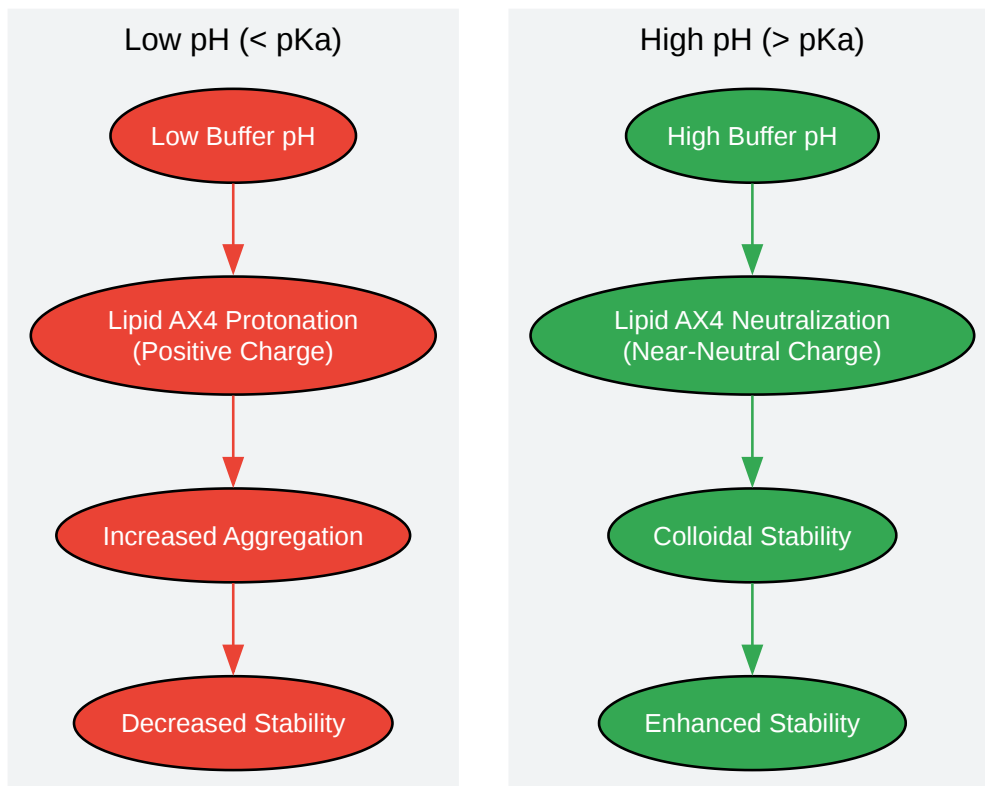 Low pH (< pKa)
Low Buffer pH
Lipid AX4 Protonation
(Positive Charge)
Increased Aggregation
Decreased Stability
High pH (> pKa)
High Buffer pH
Lipid AX4 Neutralization
(Near-Neutral Charge)
Colloidal Stability
Enhanced Stability